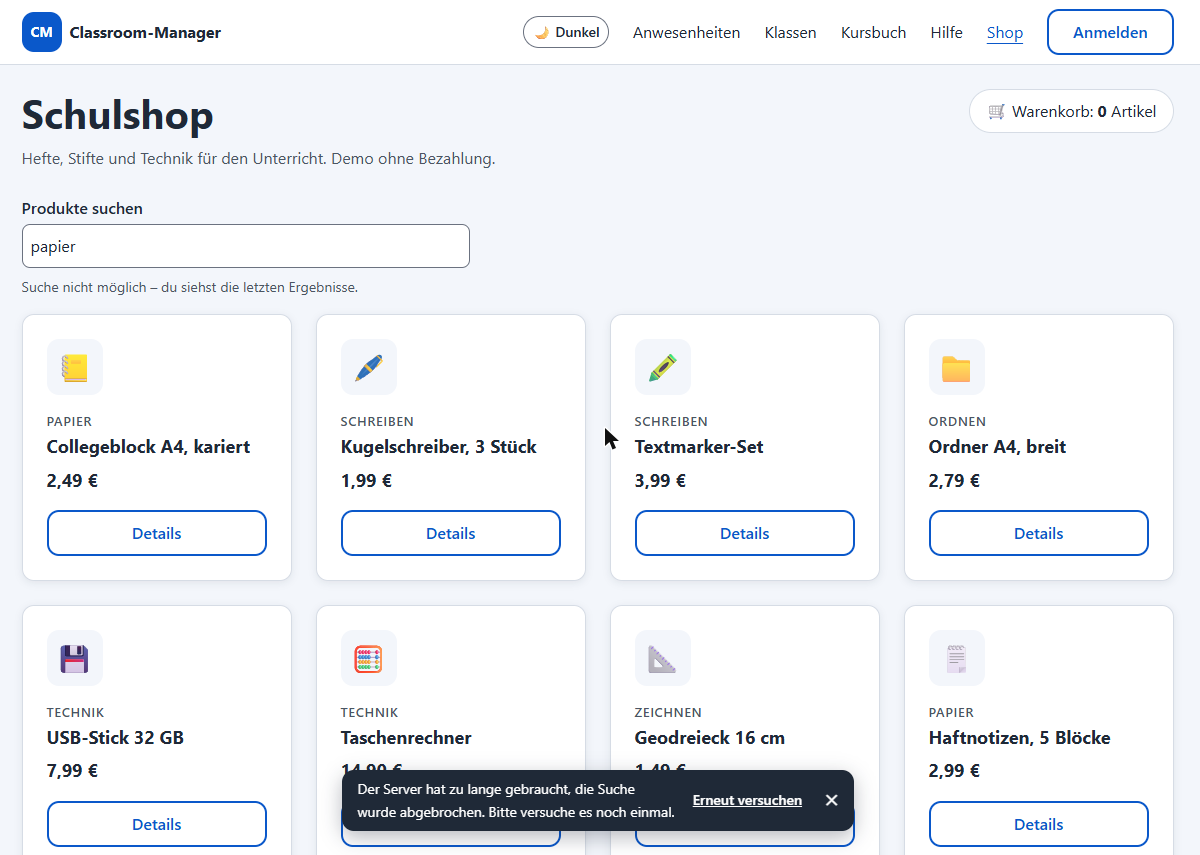 CM Classroom-Manager
🌙 Dunkel
Anwesenheiten
Klassen
Kursbuch
Hilfe
Shop
Anmelden
Schulshop
🛒 Warenkorb: 0 Artikel
Hefte, Stifte und Technik für den Unterricht. Demo ohne Bezahlung.
Produkte suchen
papier
Suche nicht möglich – du siehst die letzten Ergebnisse.
PAPIER
Collegeblock A4, kariert
2,49 €
Details
SCHREIBEN
Kugelschreiber, 3 Stück
1,99 €
Details
SCHREIBEN
Textmarker-Set
3,99 €
Details
ORDNEN
Ordner A4, breit
2,79 €
Details
TECHNIK
USB-Stick 32 GB
7,99 €
Details
TECHNIK
Taschenrechner
14,90 €
ZEICHNEN
Geodreieck 16 cm
1,49 €
PAPIER
Haftnotizen, 5 Blöcke
2,99 €
Details
Der Server hat zu lange gebraucht, die Suche
wurde abgebrochen. Bitte versuche es noch einmal.
Erneut versuchen
✕